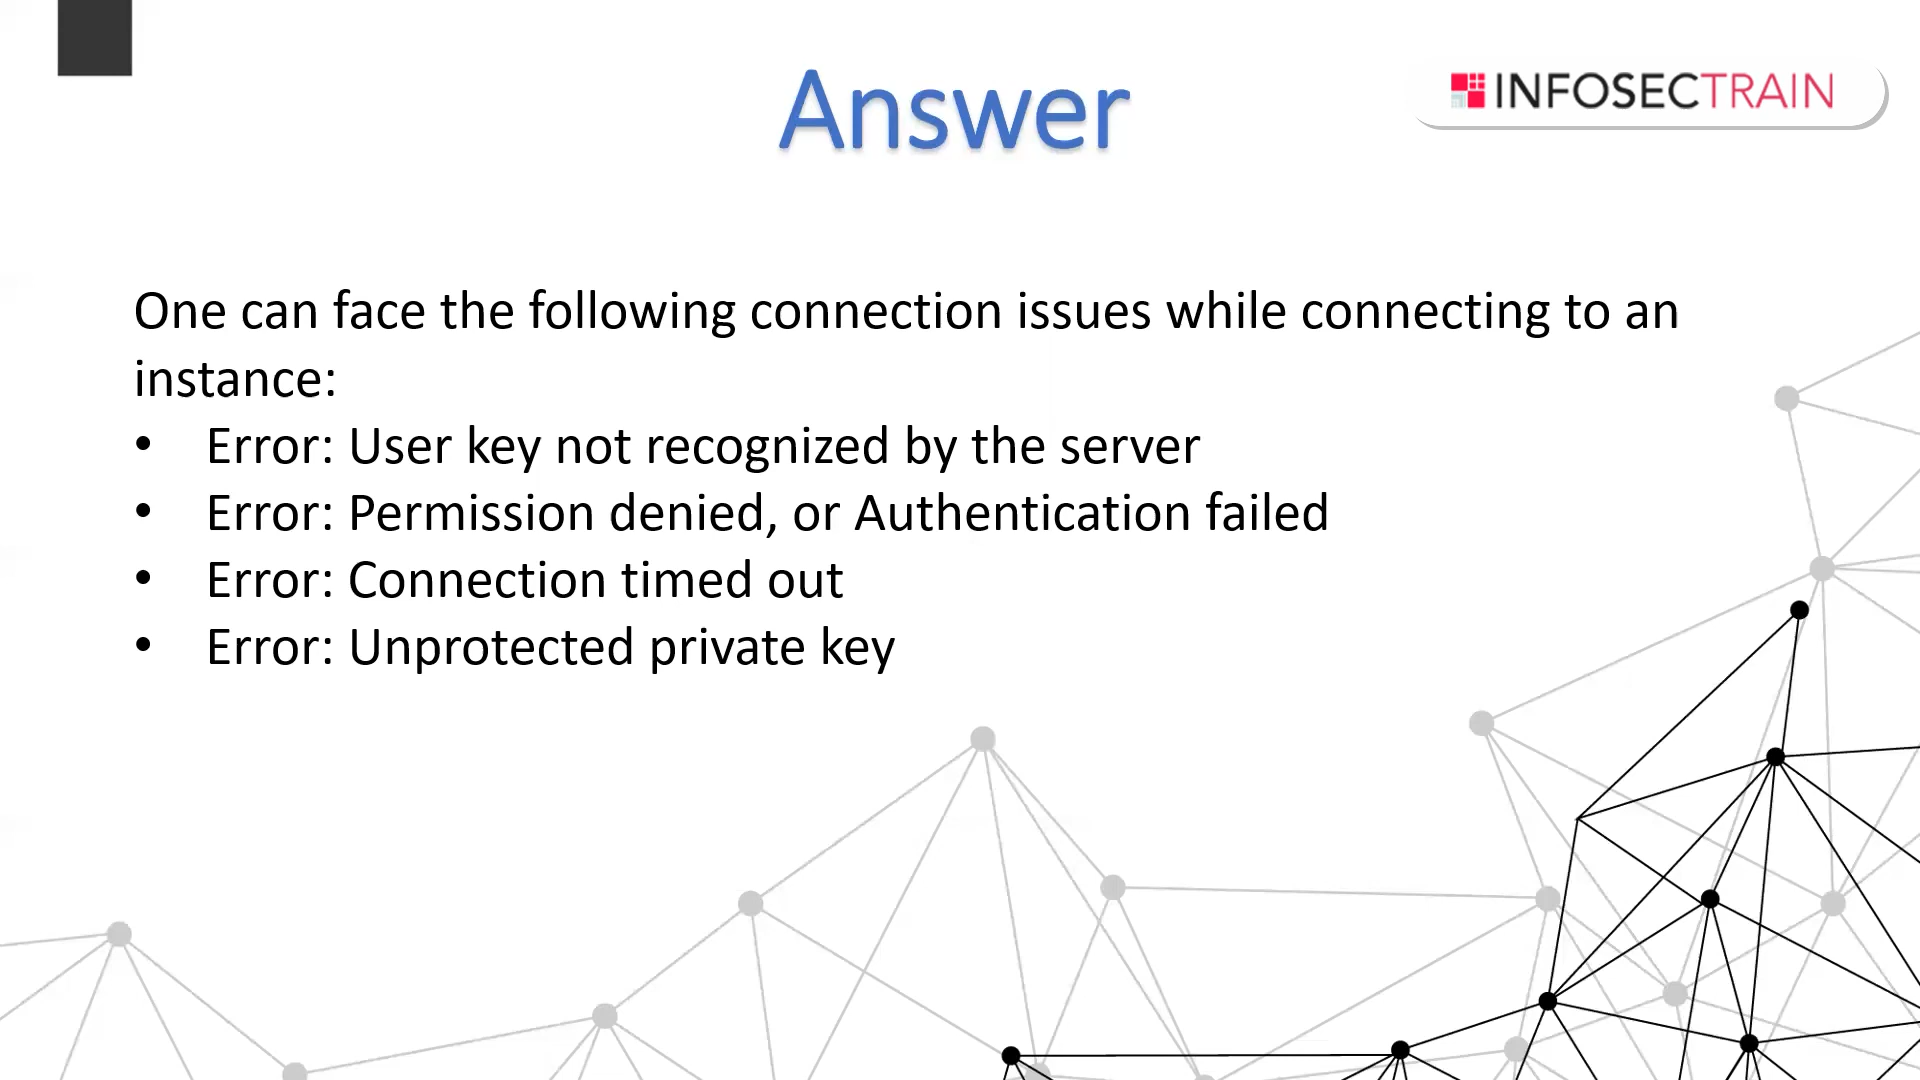 Answer
INFOSECTRAIN
One can face the following connection issues while connecting to an
instance:
• Error: User key not recognized by the server
• Error: Permission denied, or Authentication failed
• Error: Connection timed out
• Error: Unprotected private key